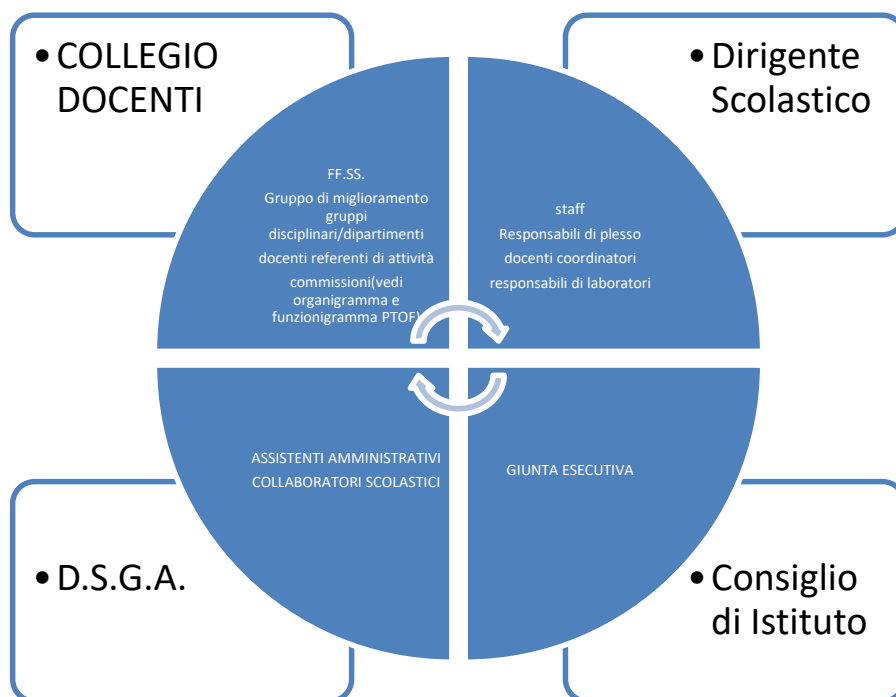 • COLLEGIO
DOCENTI
• Dirigente
Scolastico
FF.SS.
Gruppo di miglioramento
gruppi
disciplinari/dipartimenti
docenti referenti di attività
commissioni(vedi
organigramma e
funzionigramma PTOF)
staff
Responsabili di plesso
docenti coordinatori
responsabili di laboratori
ASSISTENTI AMMINISTRATIVI
COLLABORATORI SCOLASTICI
GIUNTA ESECUTIVA
• D.S.G.A.
• Consiglio
di Istituto